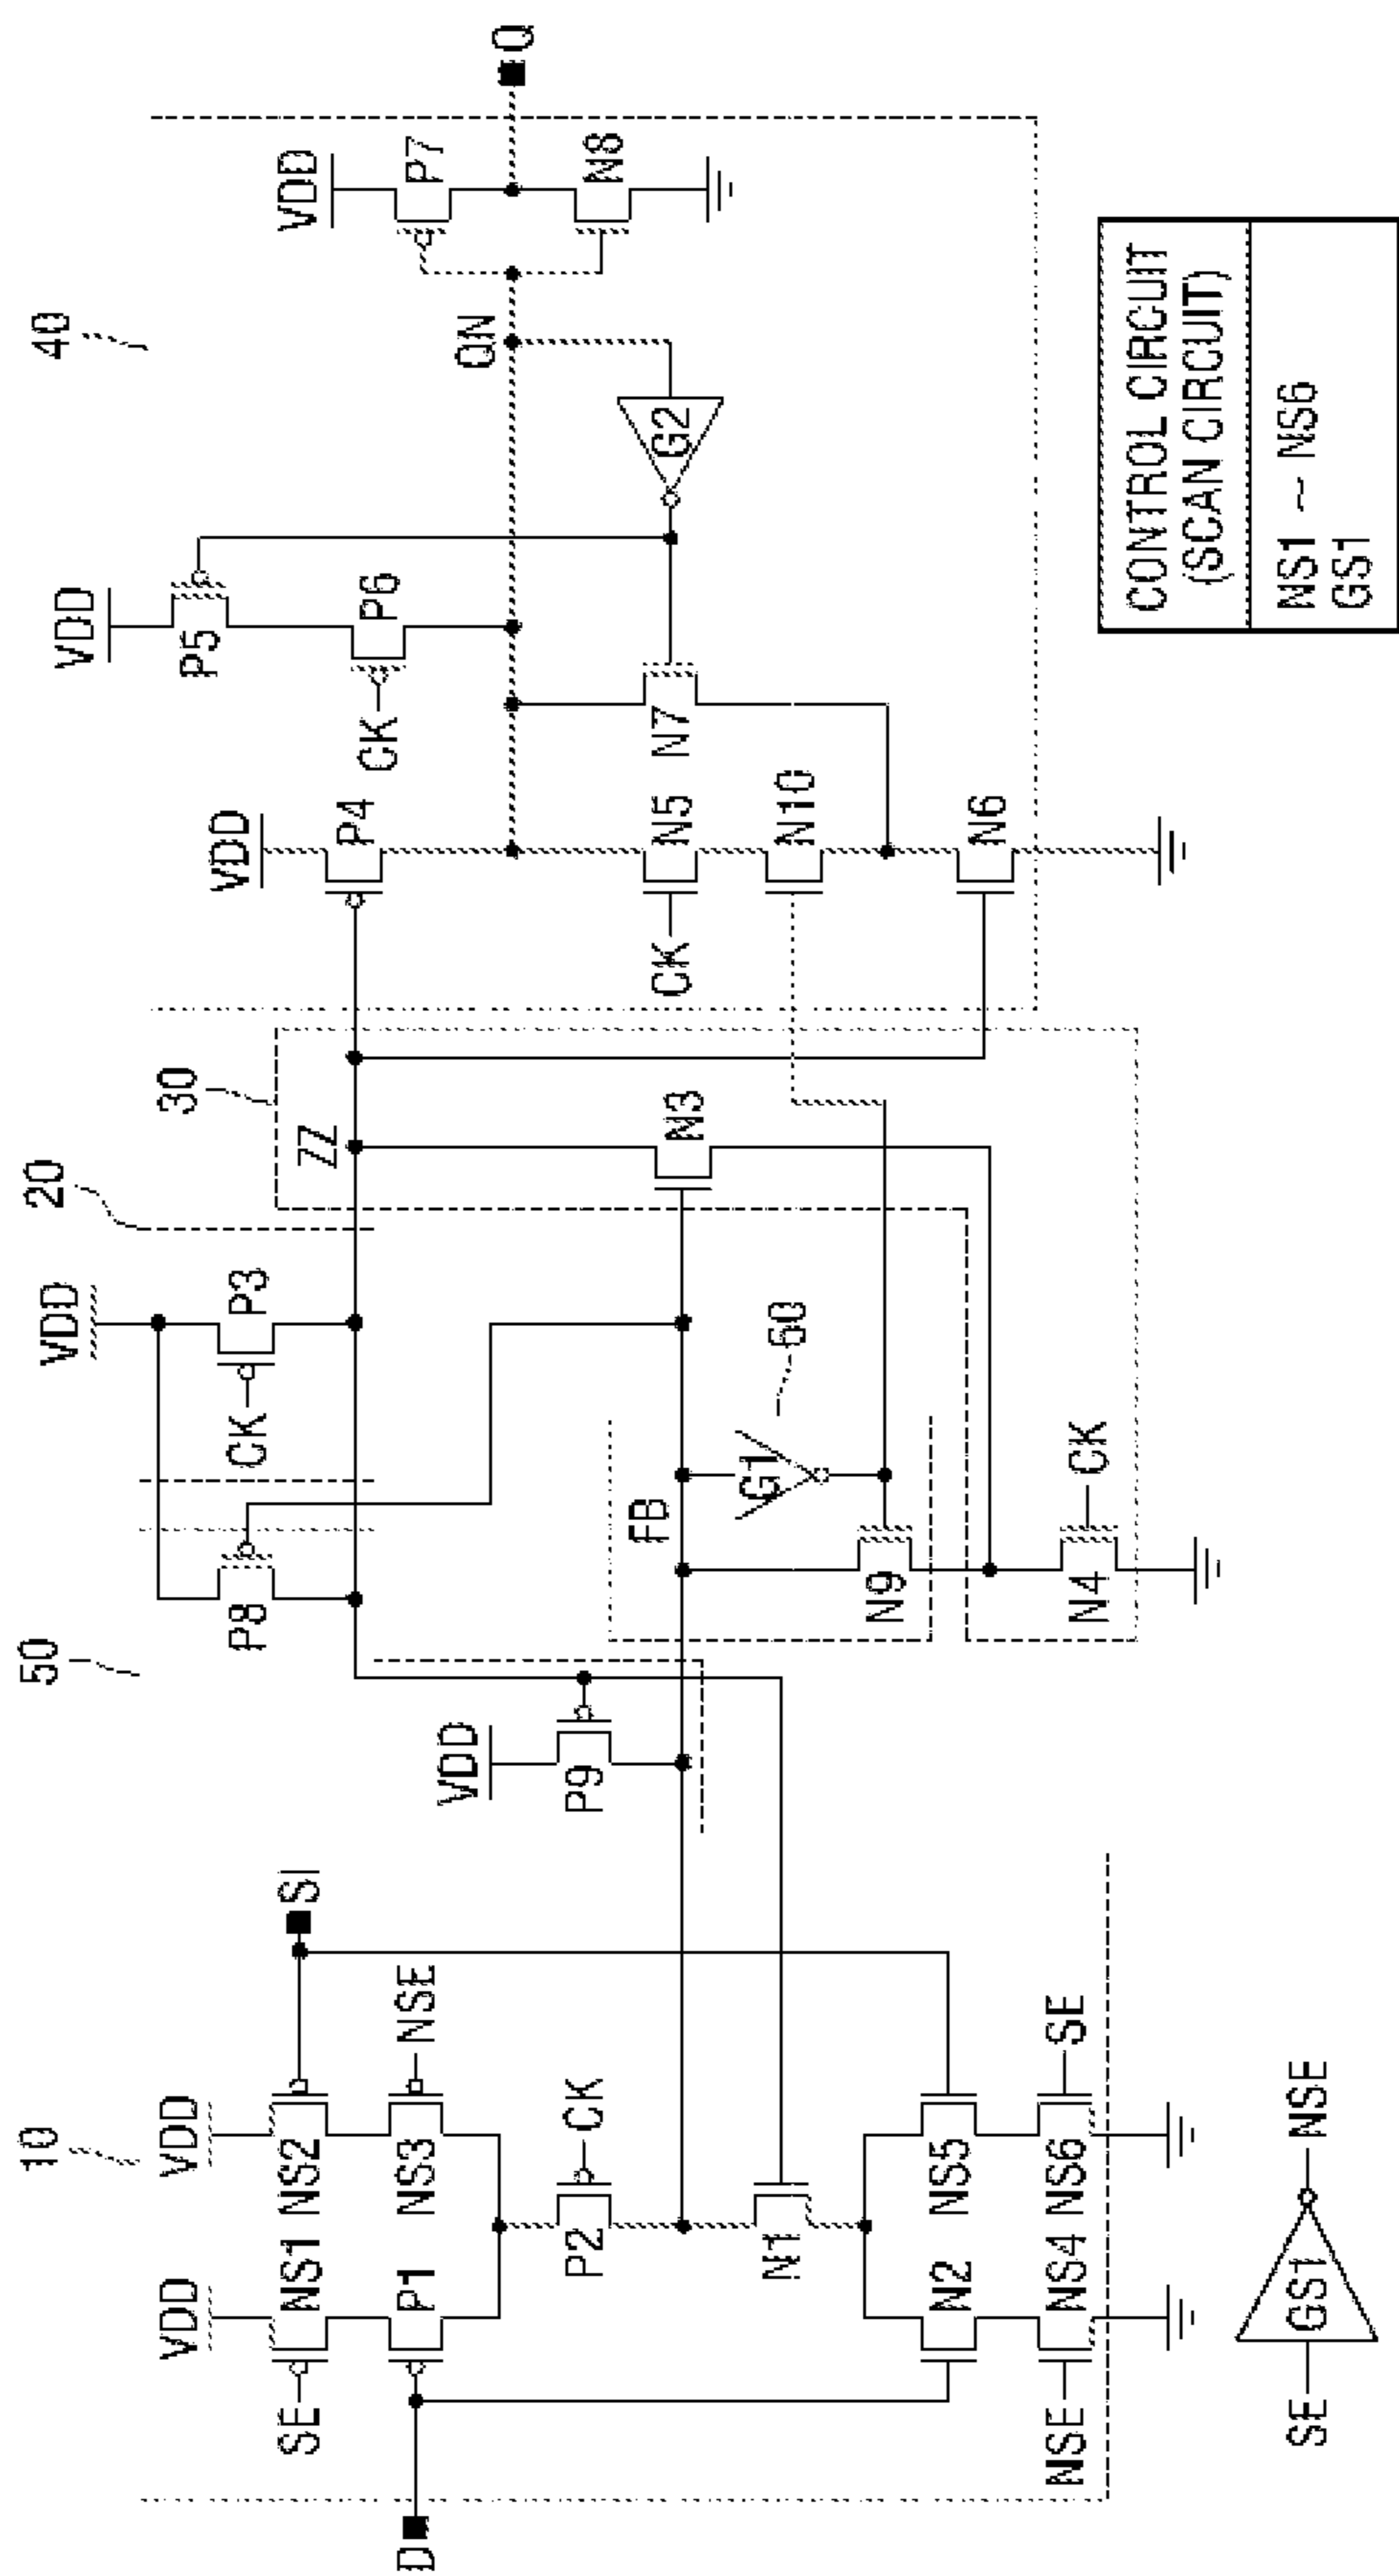 10
50
20
30
40
VDD
VDD
SE
NS1
NS2
SI
D
P1
NS3
NSE
P2
CK
N1
N2
NS5
NSE
NS4
NS6
SE
SE
GS1
NSE
VDD
P9
P8
VDD
CK
P3
ZZ
FB
G1
60
N9
N4
CK
N3
VDD
P4
CK
N5
N10
N6
VDD
P5
CK
P6
N7
G2
QN
VDD
P7
N8
Q
CONTROL CIRCUIT
(SCAN CIRCUIT)
NS1 ~ NS6
GS1